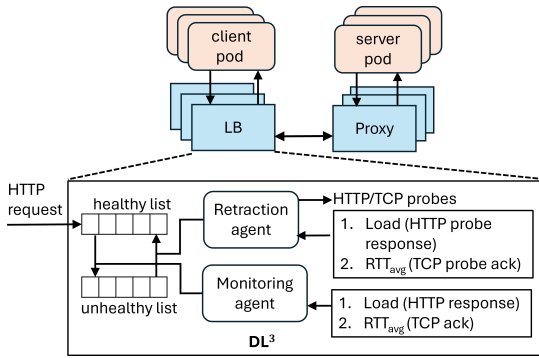 client
pod
server
pod
LB
Proxy
HTTP
request
healthy list
unhealthy list
Retraction
agent
HTTP/TCP probes
1. Load (HTTP probe
response)
2. RTTavg (TCP probe ack)
Monitoring
agent
1. Load (HTTP response)
2. RTTavg (TCP ack)
DL³